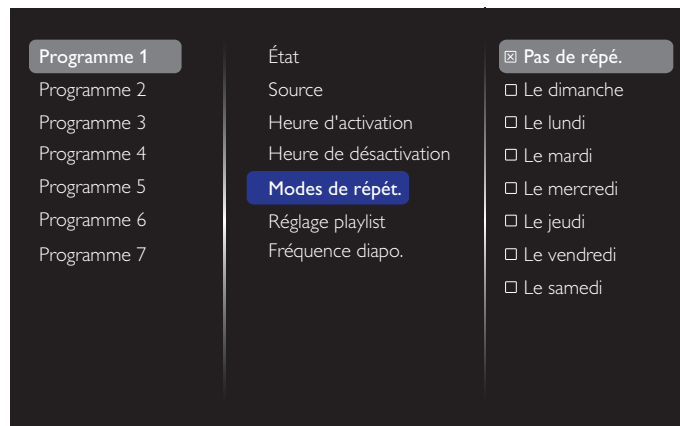 Programme 1
Programme 2
Programme 3
Programme 4
Programme 5
Programme 6
Programme 7
État
Source
Heure d'activation
Heure de désactivation
Modes de répét.
Réglage playlist
Fréquence diapo.
Pas de répé.
Le dimanche
Le lundi
Le mardi
Le mercredi
Le jeudi
Le vendredi
Le samedi